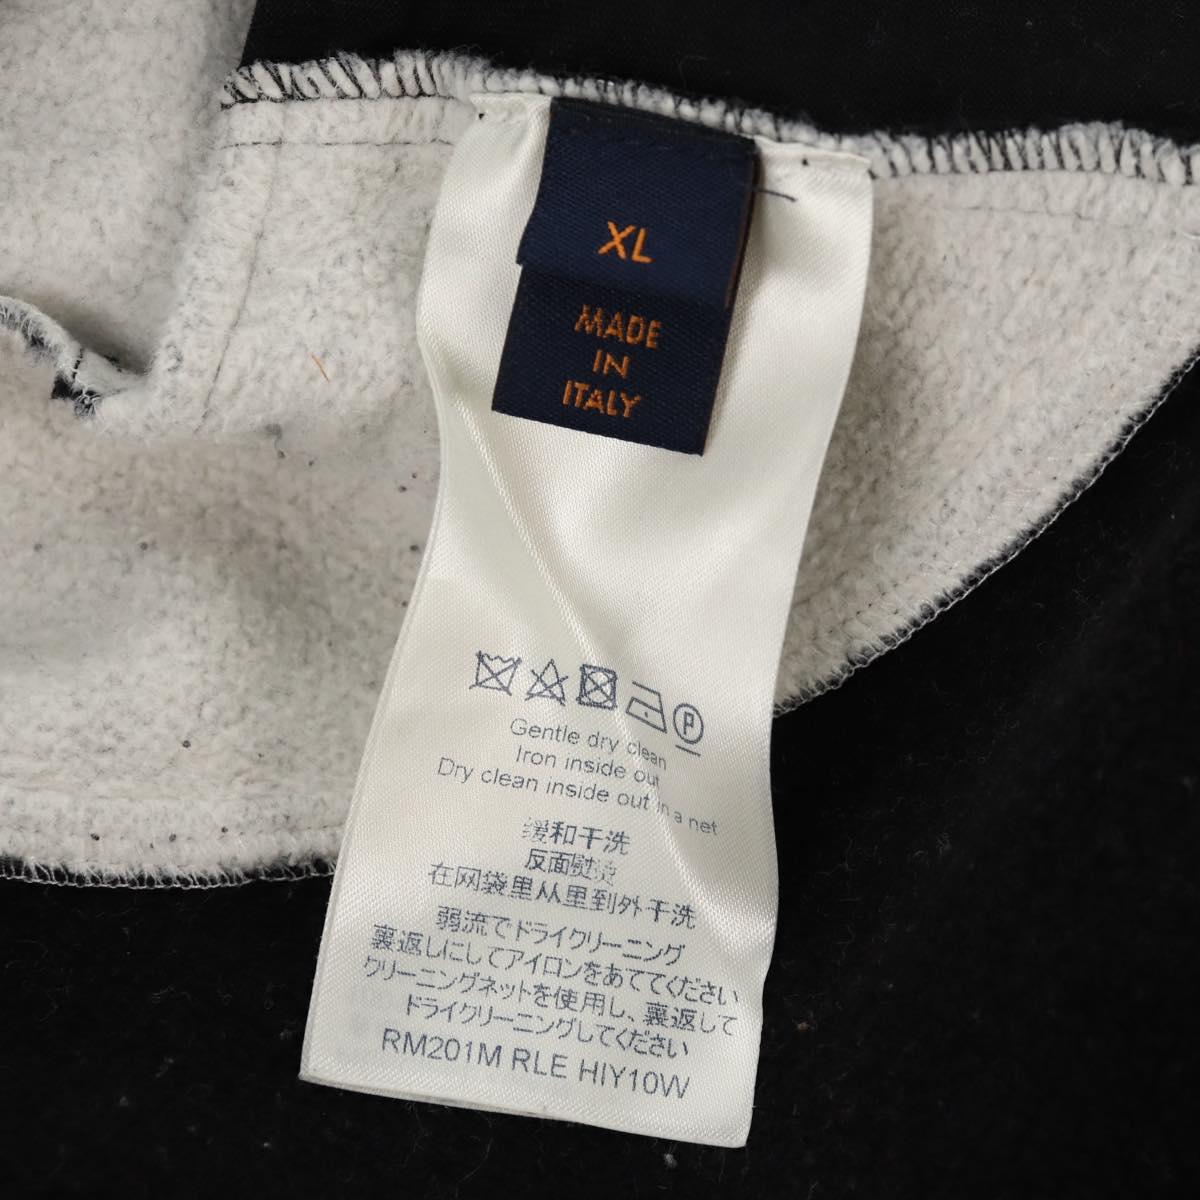 XL
MADE
IN
ITALY
P
Gentle dry clean
Iron inside out
Dry clean inside out in a net
缓和干洗
反面熨烫
在网袋里从里到外干洗
弱流でドライクリーニング
裏返しにしてアイロンをあててください
クリーニングネットを使用し、裏返して
ドライクリーニングしてください
RM201M RLE HIY10W